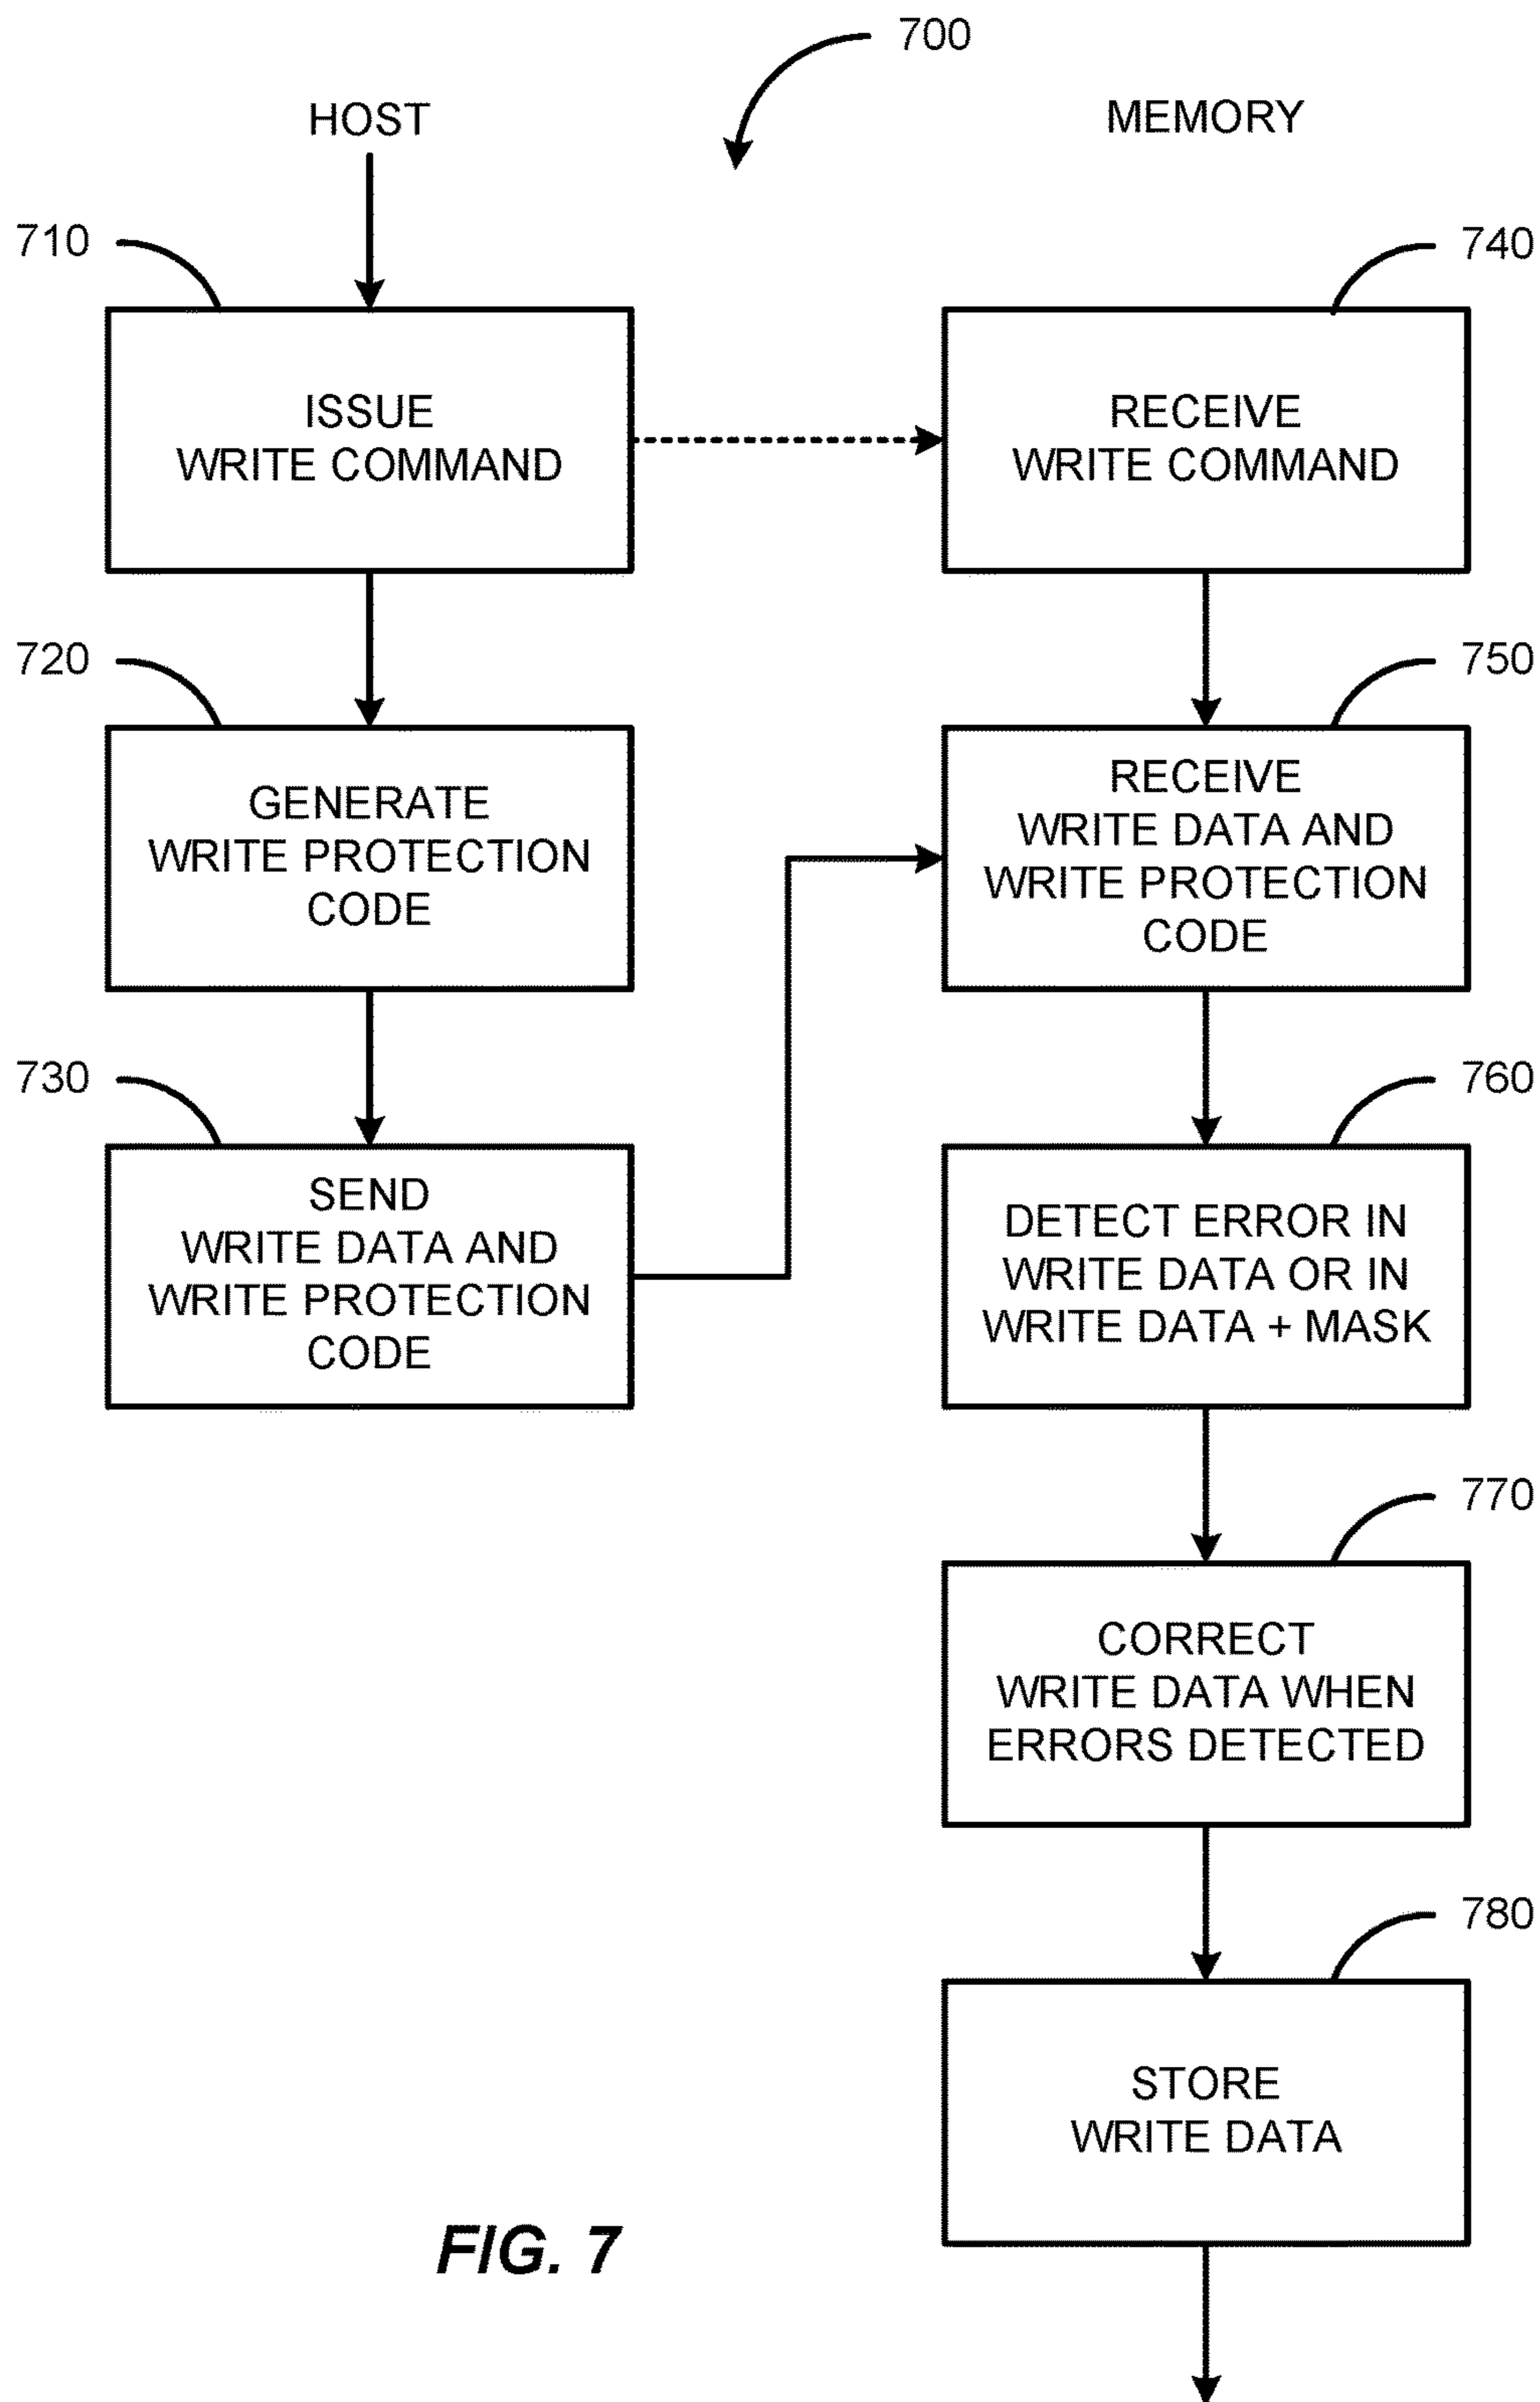 700
HOST
MEMORY
710
740
ISSUE
WRITE COMMAND
RECEIVE
WRITE COMMAND
720
750
GENERATE
WRITE PROTECTION
CODE
RECEIVE
WRITE DATA AND
WRITE PROTECTION
CODE
730
760
SEND
WRITE DATA AND
WRITE PROTECTION
CODE
DETECT ERROR IN
WRITE DATA OR IN
WRITE DATA + MASK
770
CORRECT
WRITE DATA WHEN
ERRORS DETECTED
780
STORE
WRITE DATA
FIG. 7